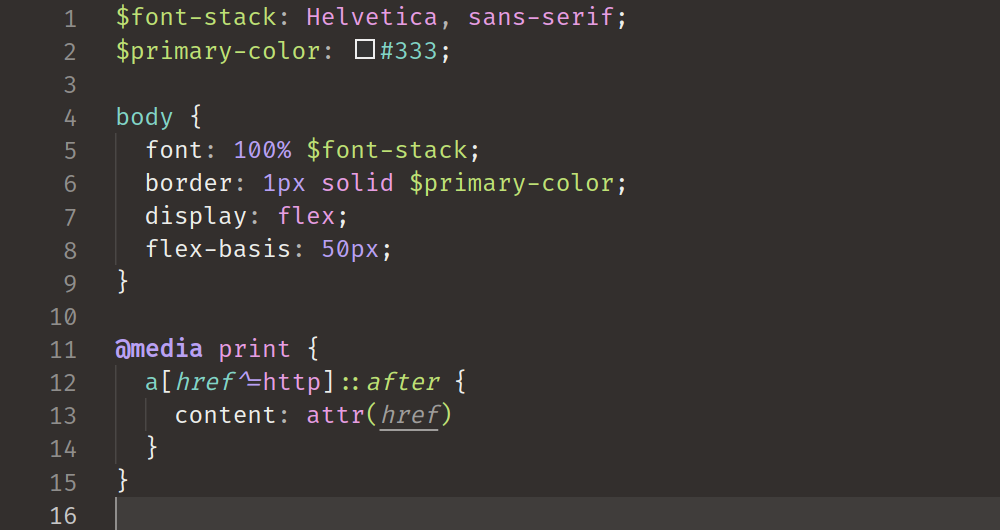 1 $font-stack: Helvetica, sans-serif;
2 $primary-color: #333;
3
4 body {
5   font: 100% $font-stack;
6   border: 1px solid $primary-color;
7   display: flex;
8   flex-basis: 50px;
9 }
10
11 @media print {
12   a[href^=http]::after {
13     content: attr(href)
14   }
15 }
16